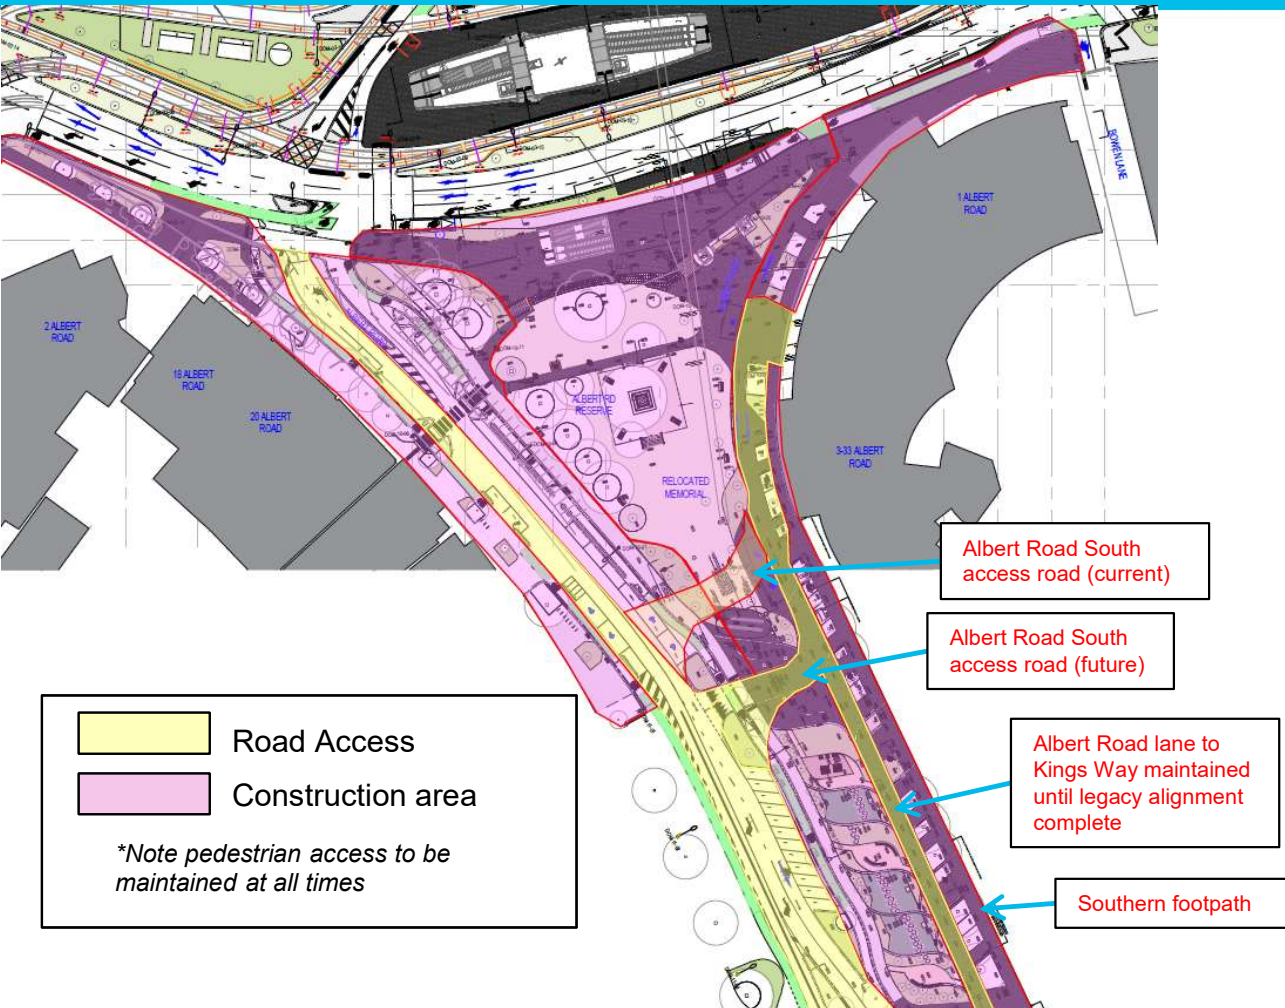 BOWEN LANE
1 ALBERT
ROAD
2 ALBERT
ROAD
18 ALBERT
ROAD
20 ALBERT
ROAD
ALBERT RD
RESERVE
3-33 ALBERT
ROAD
RELOCATED
MEMORIAL
Albert Road South
access road (current)
Albert Road South
access road (future)
Albert Road lane to
Kings Way maintained
until legacy alignment
complete
Southern footpath
Road Access
Construction area
*Note pedestrian access to be
maintained at all times